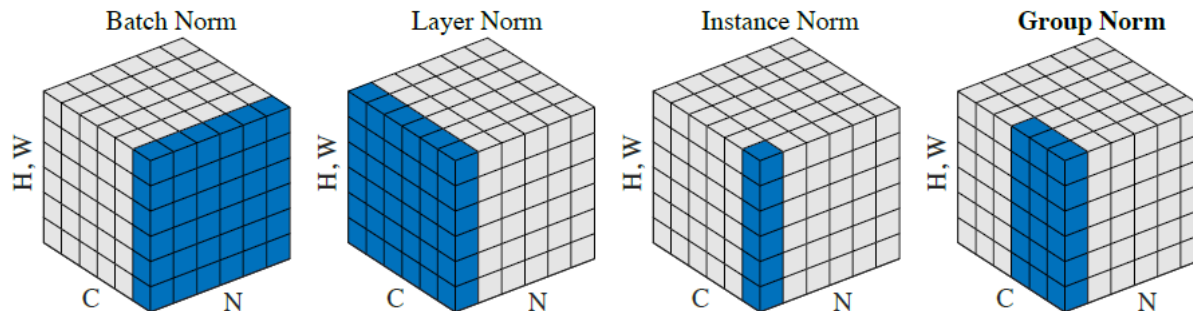 Batch Norm
Layer Norm
Instance Norm
Group Norm
H, W
C
N
H, W
C
N
H, W
C
N
H, W
C
N